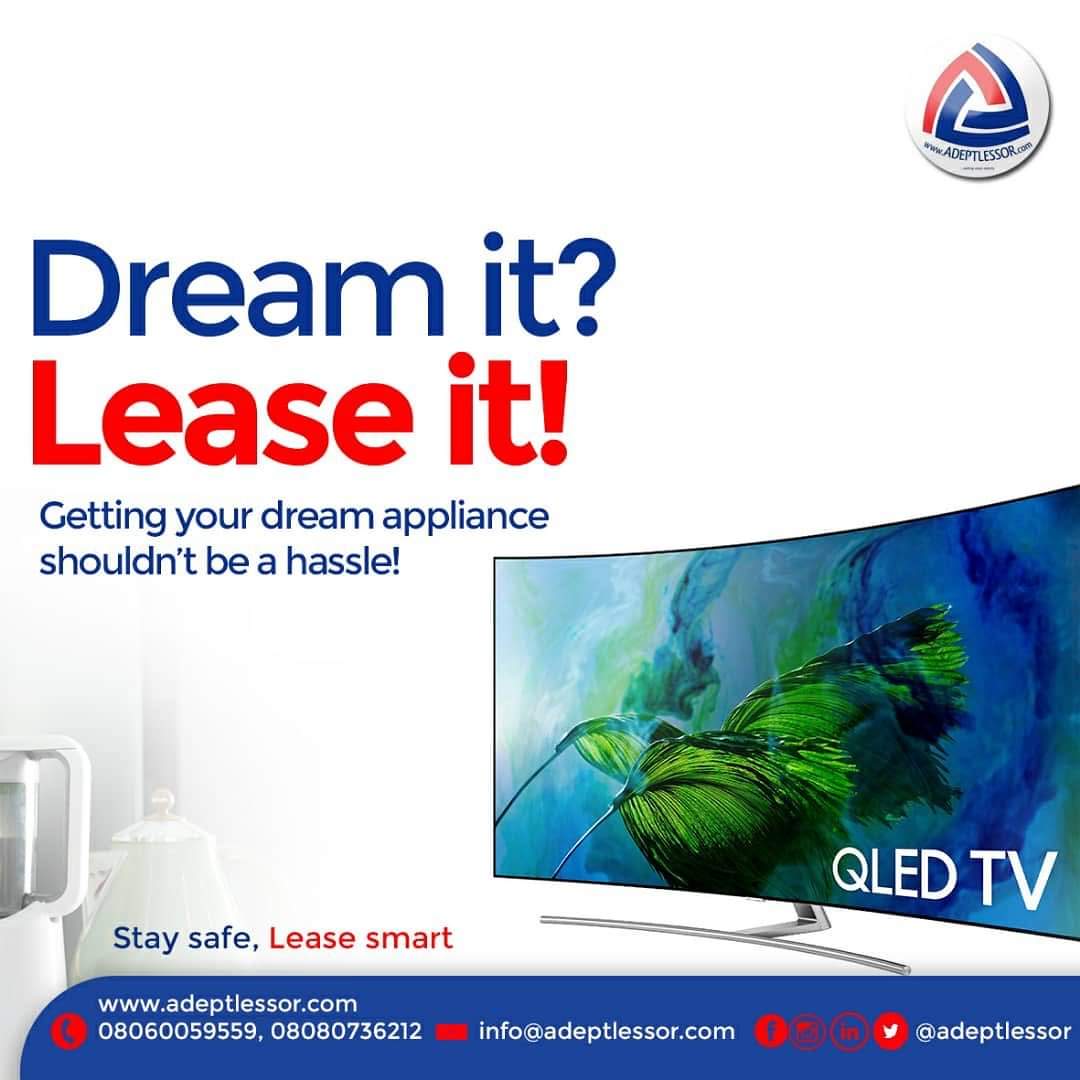 www.ADEPTLESSOR.com
Dream it?
Lease it!
Getting your dream appliance
shouldn't be a hassle!
QLED TV
Stay safe, Lease smart
www.adeptlessor.com
08060059559, 08080736212 info@adeptlessor.com @adeptlessor